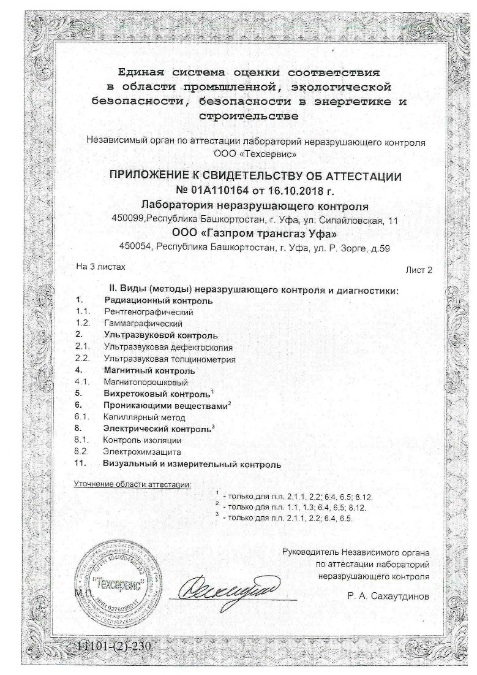 Единая система оценки соответствия
в области промышленной, экологической
безопасности, безопасности в энергетике и
строительстве
Независимый орган по аттестации лабораторий неразрушающего контроля
ООО «Техсервис»
ПРИЛОЖЕНИЕ К СВИДЕТЕЛЬСТВУ ОБ АТТЕСТАЦИИ
№ 01А110164 от 16.10.2018 г.
Лаборатория неразрушающего контроля
450099,Республика Башкортостан, г. Уфа, ул. Сипайловская, 11
ООО «Газпром трансгаз Уфа»
450054, Республика Башкортостан, г. Уфа, ул. Р. Зорге, д.59
На 3 листах
Лист 2
II. Виды (методы) неразрушающего контроля и диагностики:
1. Радиационный контроль
1.1. Рентгенографический
1.2. Гаммаграфический
2. Ультразвуковой контроль
2.1. Ультразвуковая дефектоскопия
2.2. Ультразвуковая толщинометрия
4. Магнитный контроль
4.1. Магнитопорошковый
5. Вихретоковый контроль1
6. Проникающими веществами2
6.1. Капиллярный метод
8. Электрический контроль3
8.1. Контроль изоляции
8.2. Электрохимзащита
11. Визуальный и измерительный контроль
Уточнение области аттестации:
1 - только для п.п. 2.1.1, 2.2; 6.4, 6.5; 8.12.
2 - только для п.п. 1.1, 1.3; 6.4, 6.5; 8.12.
3 - только для п.п. 2.1.1, 2.2; 6.4, 6.5.
Руководитель Независимого органа
по аттестации лабораторий
неразрушающего контроля
"Техсервис"
М.П.
Р. А. Сахаутдинов
11101-(2)-230